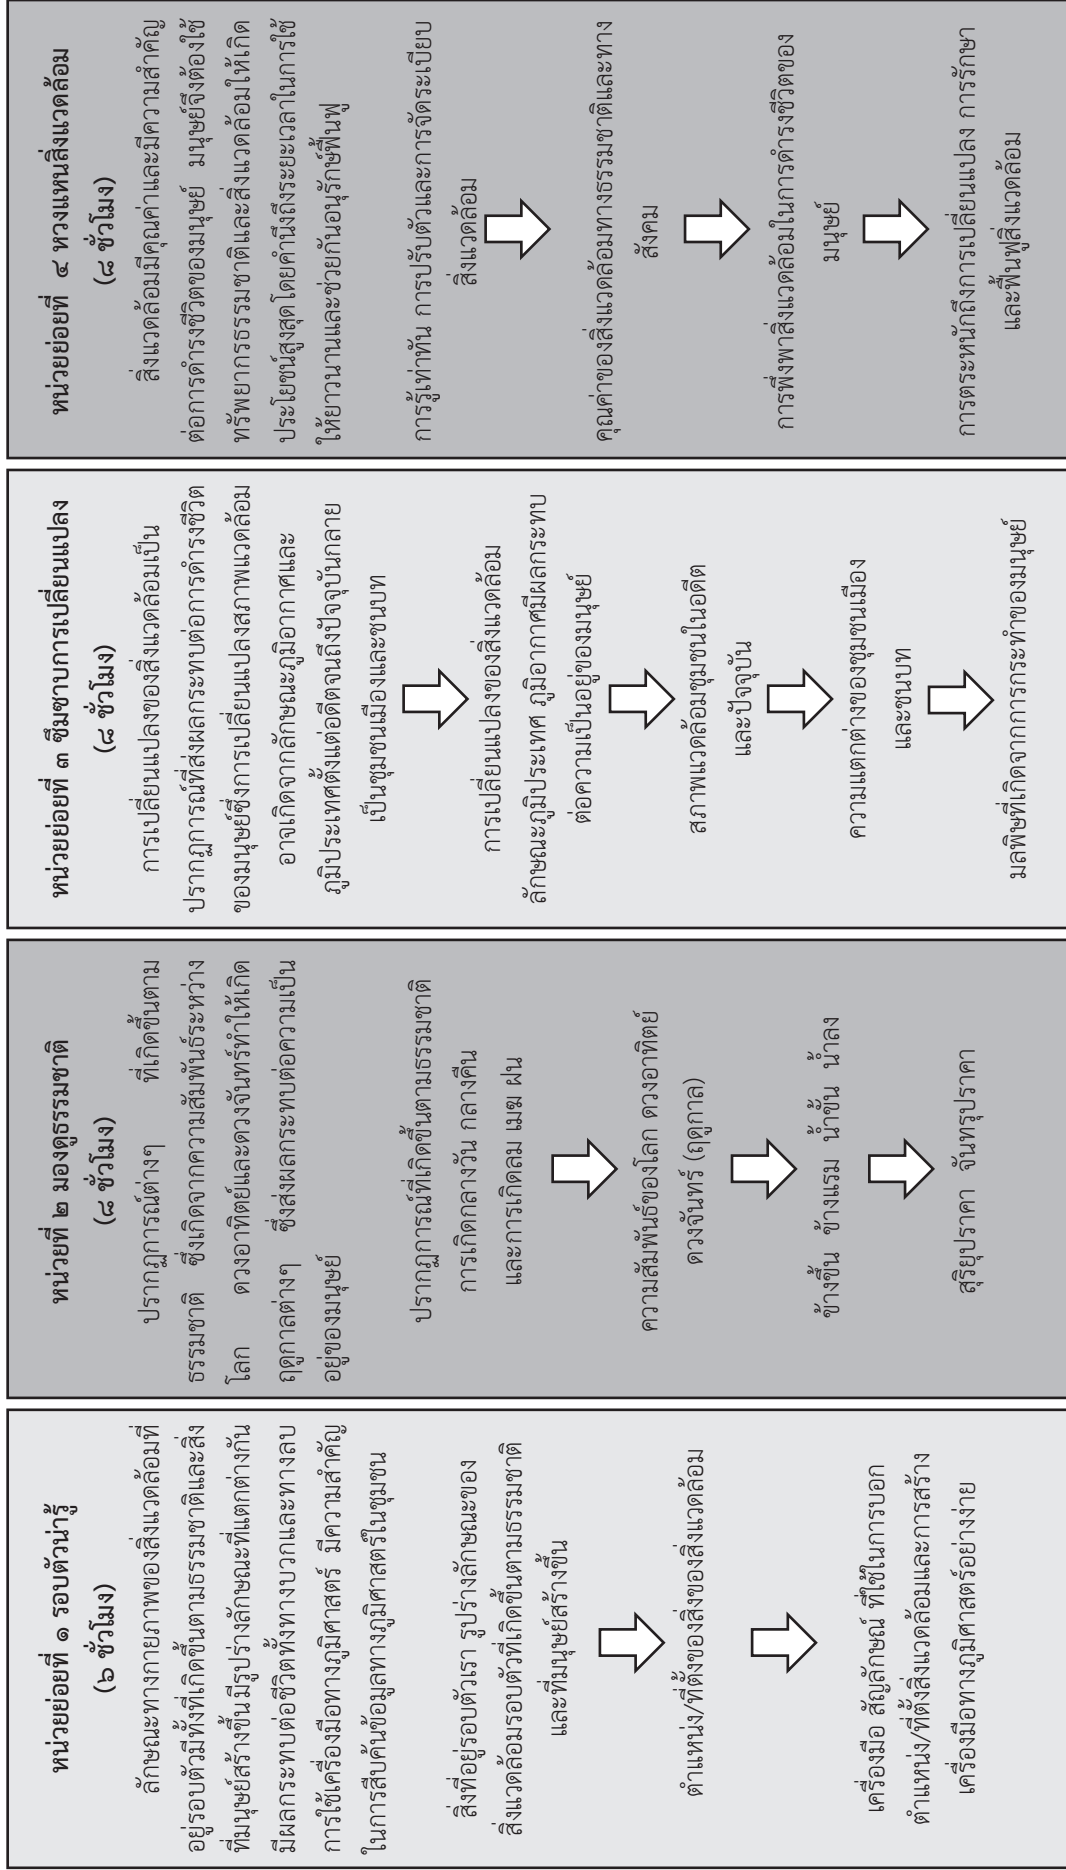 หน่วยย่อยที่ ๑ รอบตัวน่ารู้
(๖ ชั่วโมง)
ลักษณะทางกายภาพของสิ่งแวดล้อมที่
อยู่รอบตัวมีทั้งที่เกิดขึ้นตามธรรมชาติและสิ่ง
ที่มนุษย์สร้างขึ้น มีรูปร่างลักษณะที่แตกต่างกัน
มีผลกระทบต่อชีวิตทั้งทางบวกและทางลบ
การใช้เครื่องมือทางภูมิศาสตร์ มีความสำคัญ
ในการสืบค้นข้อมูลทางภูมิศาสตร์ในชุมชน
สิ่งที่อยู่รอบตัวเรา รูปร่างลักษณะของ
สิ่งแวดล้อมรอบตัวที่เกิดขึ้นตามธรรมชาติ
และที่มนุษย์สร้างขึ้น
ตำแหน่ง/ที่ตั้งของสิ่งของสิ่งแวดล้อม
เครื่องมือ สัญลักษณ์ ที่ใช้ในการบอก
ตำแหน่ง/ที่ตั้งสิ่งแวดล้อมและการสร้าง
เครื่องมือทางภูมิศาสตร์อย่างง่าย
หน่วยที่ ๒ มองดูธรรมชาติ
(๘ ชั่วโมง)
ปรากฏการณ์ต่างๆ ที่เกิดขึ้นตาม
ธรรมชาติ ซึ่งเกิดจากความสัมพันธ์ระหว่าง
โลก ดวงอาทิตย์และดวงจันทร์ทำให้เกิด
ฤดูกาลต่างๆ ซึ่งส่งผลกระทบต่อความเป็น
อยู่ของมนุษย์
ปรากฏการณ์ที่เกิดขึ้นตามธรรมชาติ
การเกิดกลางวัน กลางคืน
และการเกิดลม เมฆ ฝน
ความสัมพันธ์ของโลก ดวงอาทิตย์
ดวงจันทร์ (ฤดูกาล)
ข้างขึ้น ข้างแรม น้ำขึ้น น้ำลง
สุริยุปราคา จันทรุปราคา
หน่วยย่อยที่ ๓ ซึมซาบการเปลี่ยนแปลง
(๘ ชั่วโมง)
การเปลี่ยนแปลงของสิ่งแวดล้อมเป็น
ปรากฏการณ์ที่ส่งผลกระทบต่อการดำรงชีวิต
ของมนุษย์ซึ่งการเปลี่ยนแปลงสภาพแวดล้อม
อาจเกิดจากลักษณะภูมิอากาศและ
ภูมิประเทศตั้งแต่อดีตจนถึงปัจจุบันกลาย
เป็นชุมชนเมืองและชนบท
การเปลี่ยนแปลงของสิ่งแวดล้อม
ลักษณะภูมิประเทศ ภูมิอากาศมีผลกระทบ
ต่อความเป็นอยู่ของมนุษย์
สภาพแวดล้อมชุมชนในอดีต
และปัจจุบัน
ความแตกต่างของชุมชนเมือง
และชนบท
มลพิษที่เกิดจากการกระทำของมนุษย์
หน่วยย่อยที่ ๔ หวงแหนสิ่งแวดล้อม
(๘ ชั่วโมง)
สิ่งแวดล้อมมีคุณค่าและมีความสำคัญ
ต่อการดำรงชีวิตของมนุษย์ มนุษย์จึงต้องใช้
ทรัพยากรธรรมชาติและสิ่งแวดล้อมให้เกิด
ประโยชน์สูงสุดโดยคำนึงถึงระยะเวลาในการใช้
ให้ยาวนานและช่วยกันอนุรักษ์ฟื้นฟู
การรู้เท่าทัน การปรับตัวและการจัดระเบียบ
สิ่งแวดล้อม
คุณค่าของสิ่งแวดล้อมทางธรรมชาติและทาง
สังคม
การพึ่งพาสิ่งแวดล้อมในการดำรงชีวิตของ
มนุษย์
การตระหนักถึงการเปลี่ยนแปลง การรักษา
และฟื้นฟูสิ่งแวดล้อม